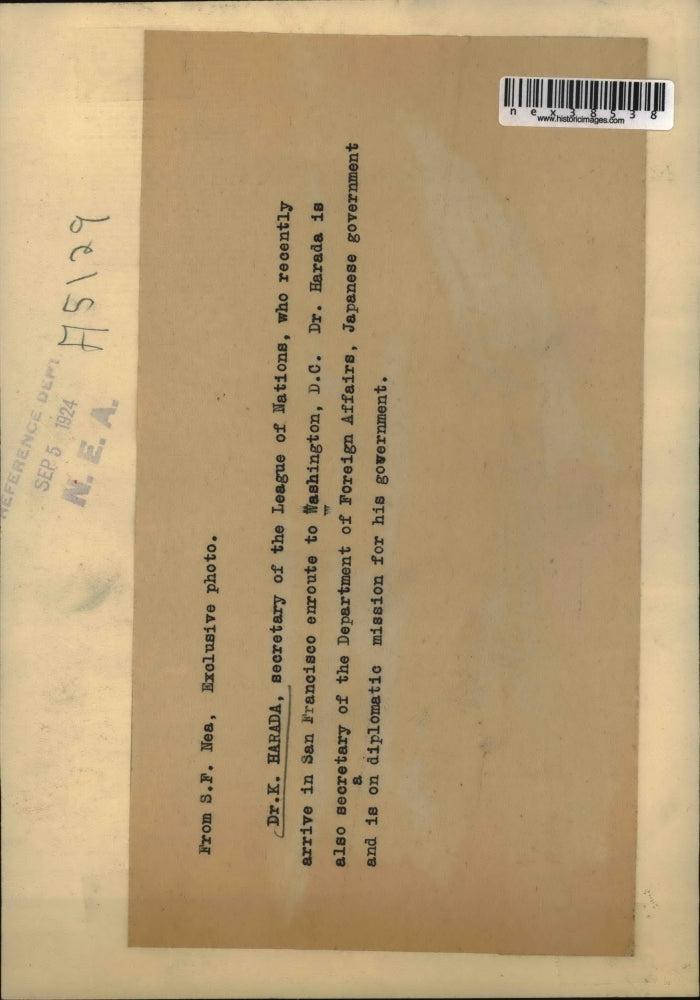 From S.F. Nea, Exclusive photo.
Dr.K. HARADA, secretary of the League of Nations, who recently
arrive in San Francisco enroute to Washington, D.C. Dr. Harada is
w
also secretary of the Department of Foreign Affairs, Japanese government
a
and is on diplomatic mission for his government.
REFERENCE DEPT
SEP 5 1924
N. E. A.
A5129
nex38538
www.historicimages.com